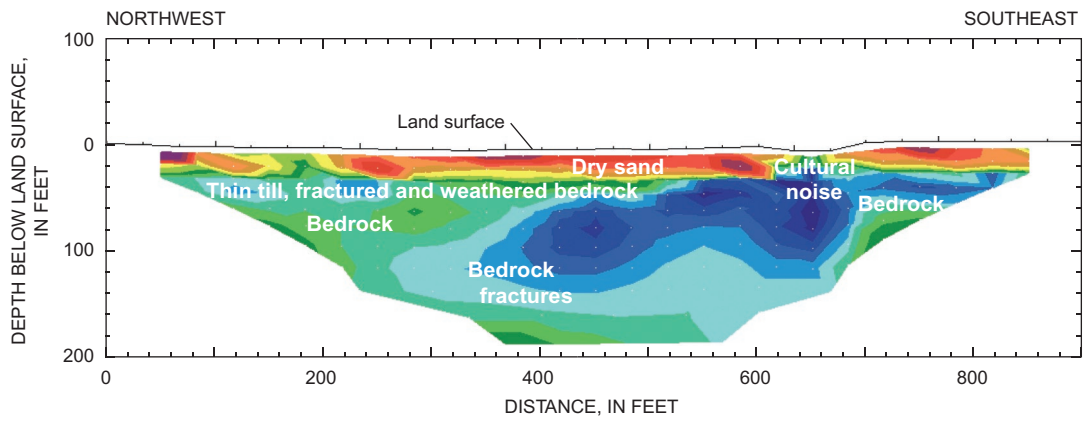 NORTHWEST
SOUTHEAST
DEPTH BELOW LAND SURFACE,
IN FEET
100
0
100
200
Land surface
Dry sand
Cultural
noise
Thin till, fractured and weathered bedrock
Bedrock
Bedrock
Bedrock
fractures
0
200
400
600
800
DISTANCE, IN FEET